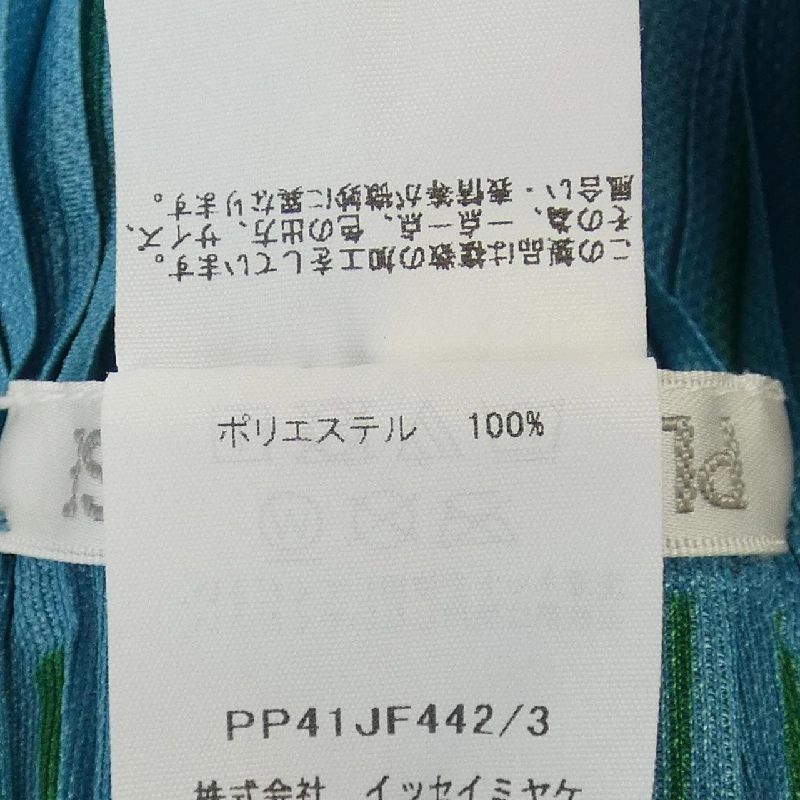 この製品は複数の加工をしています。
その為、一点一点、色の出方、サイズ、
風合い・表情等が微妙に異なります。
ポリエステル 100%
PP41JF442/3
株式会社 イッセイミヤケ